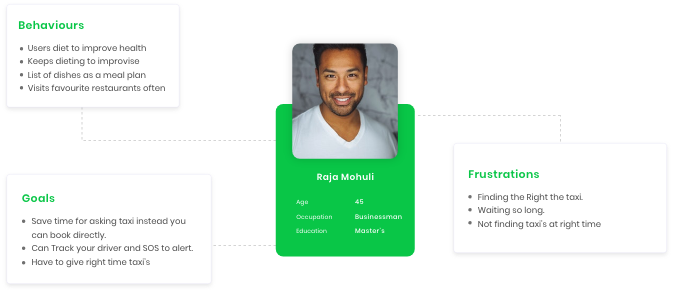 Behaviours
Users diet to improve health
Keeps dieting to improvise
List of dishes as a meal plan
Visits favourite restaurants often
Raja Mohuli
Age 45
Occupation Businessman
Education Master's
Goals
Save time for asking taxi instead you
can book directly.
Can Track your driver and SOS to alert.
Have to give right time taxi's
Frustrations
Finding the Right the taxi.
Waiting so long.
Not finding taxi's at right time